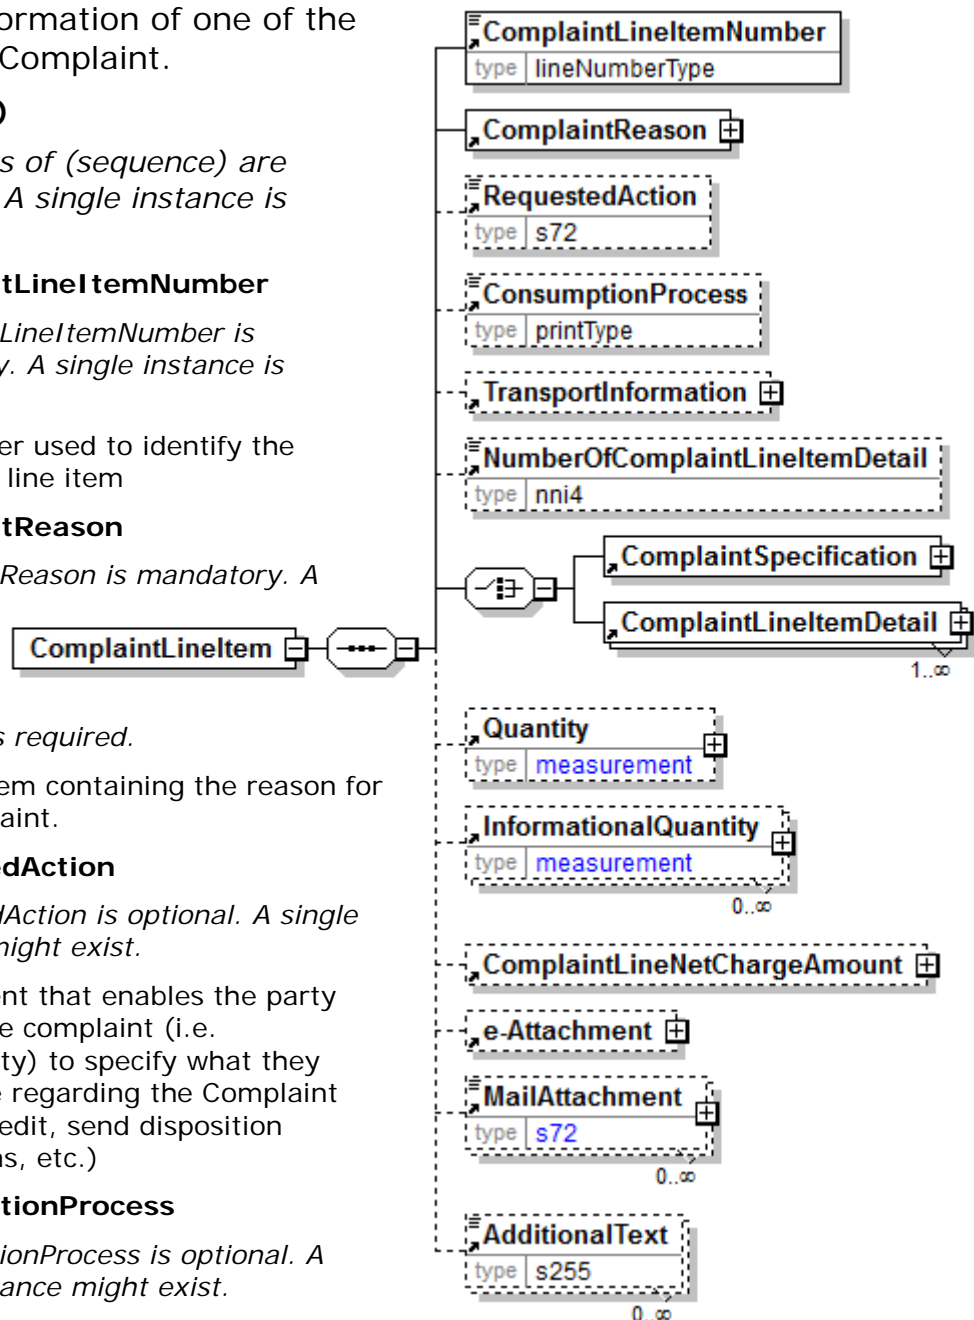 ormation of one of the
Complaint.
)
s of (sequence) are
A single instance is
tLineItemNumber
LineItemNumber is
y. A single instance is
er used to identify the
line item
tReason
Reason is mandatory. A
s required.
em containing the reason for
aint.
edAction
dAction is optional. A single
might exist.
ent that enables the party
e complaint (i.e.
ty) to specify what they
e regarding the Complaint
edit, send disposition
ns, etc.)
tionProcess
ionProcess is optional. A
ance might exist.
ComplaintLineItem
ComplaintLineItemNumber
type lineNumberType
ComplaintReason
RequestedAction
type s72
ConsumptionProcess
type printType
TransportInformation
NumberOfComplaintLineItemDetail
type nni4
ComplaintSpecification
ComplaintLineItemDetail
1..∞
Quantity
type measurement
InformationalQuantity
type measurement
0..∞
ComplaintLineNetChargeAmount
e-Attachment
MailAttachment
type s72
0..∞
AdditionalText
type s255
0..∞